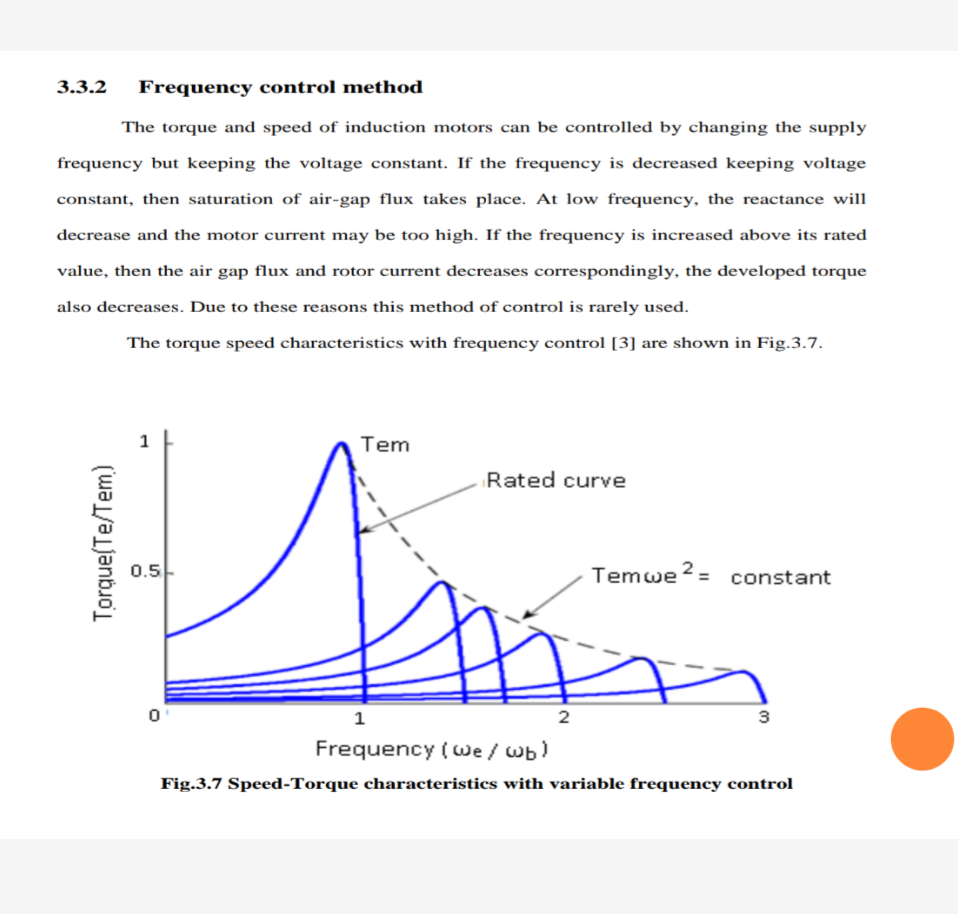 3.3.2 Frequency control method
The torque and speed of induction motors can be controlled by changing the supply
frequency but keeping the voltage constant. If the frequency is decreased keeping voltage
constant, then saturation of air-gap flux takes place. At low frequency, the reactance will
decrease and the motor current may be too high. If the frequency is increased above its rated
value, then the air gap flux and rotor current decreases correspondingly, the developed torque
also decreases. Due to these reasons this method of control is rarely used.
The torque speed characteristics with frequency control [3] are shown in Fig.3.7.
1
Tem
Rated curve
Torque(Te/Tem)
0.5
Temωe² = constant
0
1
2
3
Frequency (ωe / ωb)
Fig.3.7 Speed-Torque characteristics with variable frequency control